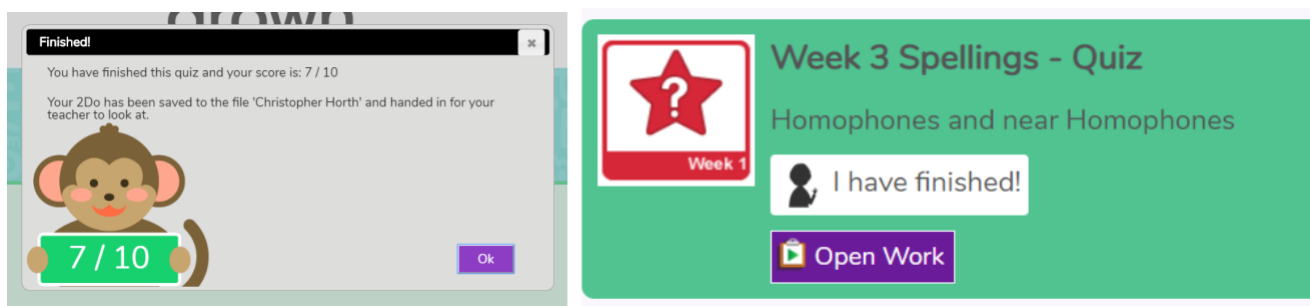 grown
Finished!
You have finished this quiz and your score is: 7 / 10
Your 2Do has been saved to the file 'Christopher Horth' and handed in for your
teacher to look at.
7 / 10
Ok
Week 3 Spellings - Quiz
Week 1
Homophones and near Homophones
I have finished!
Open Work